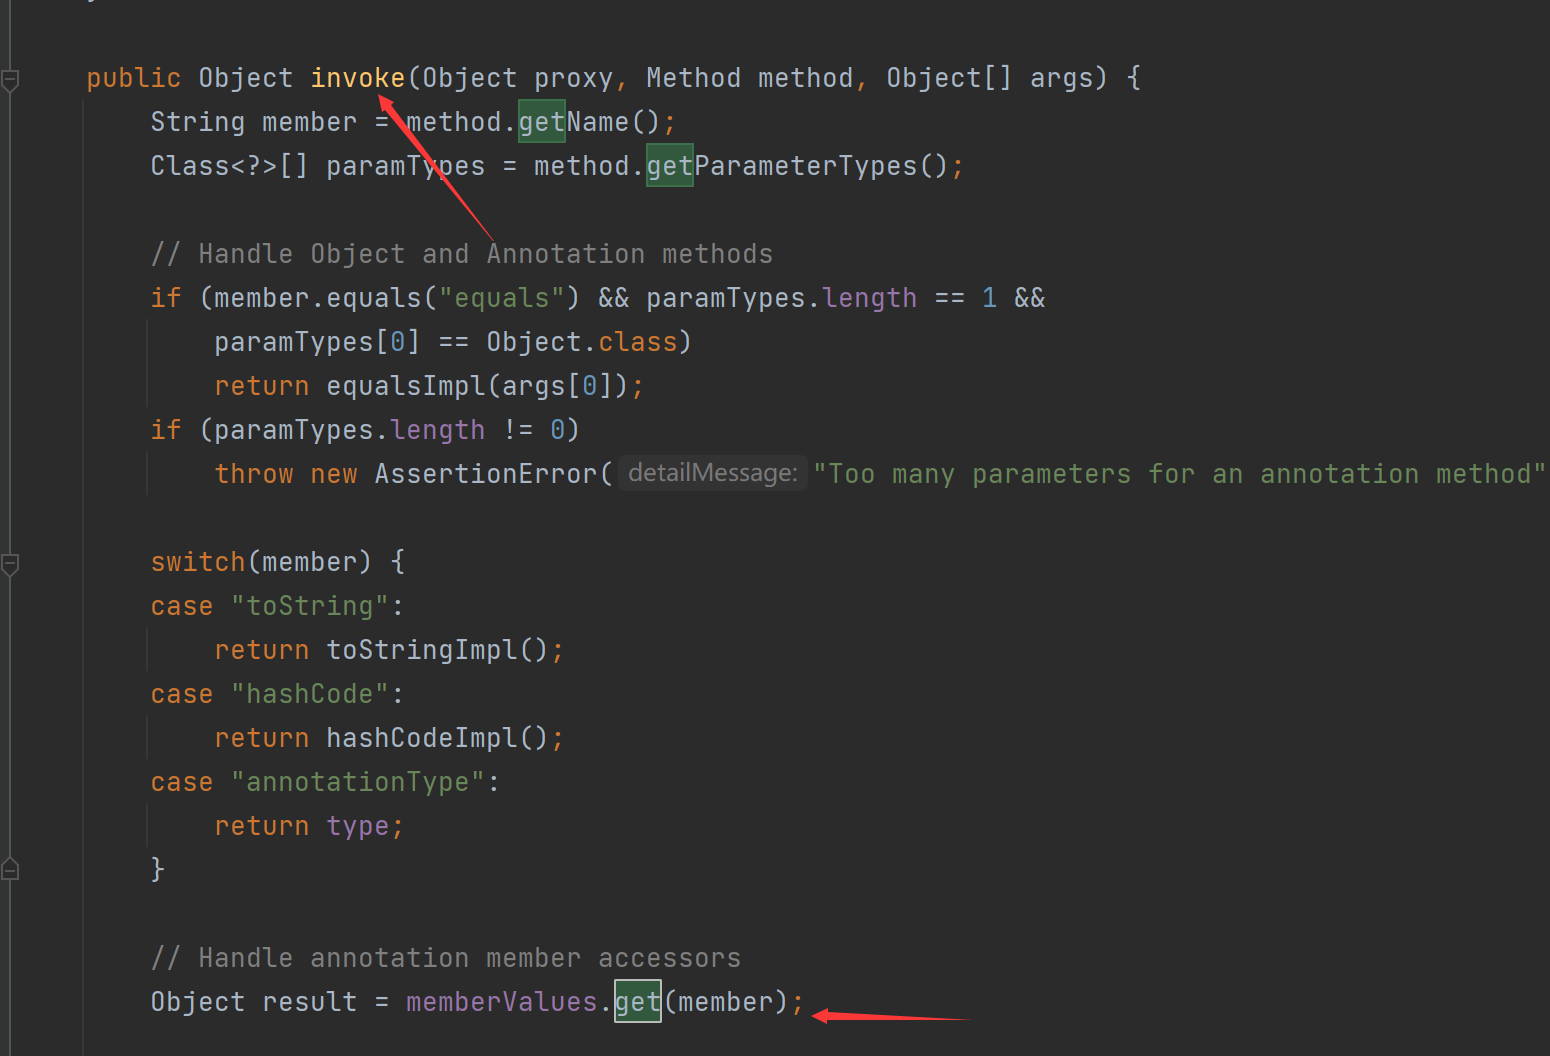 }
public Object invoke(Object proxy, Method method, Object[] args) {
String member = method.getName();
Class<?>[] paramTypes = method.getParameterTypes();
// Handle Object and Annotation methods
if (member.equals("equals") && paramTypes.length == 1 &&
paramTypes[0] == Object.class)
return equalsImpl(args[0]);
if (paramTypes.length != 0)
throw new AssertionError( detailMessage: "Too many parameters for an annotation method"
switch(member) {
case "toString":
return toStringImpl();
case "hashCode":
return hashCodeImpl();
case "annotationType":
return type;
}
// Handle annotation member accessors
Object result = memberValues.get(member);